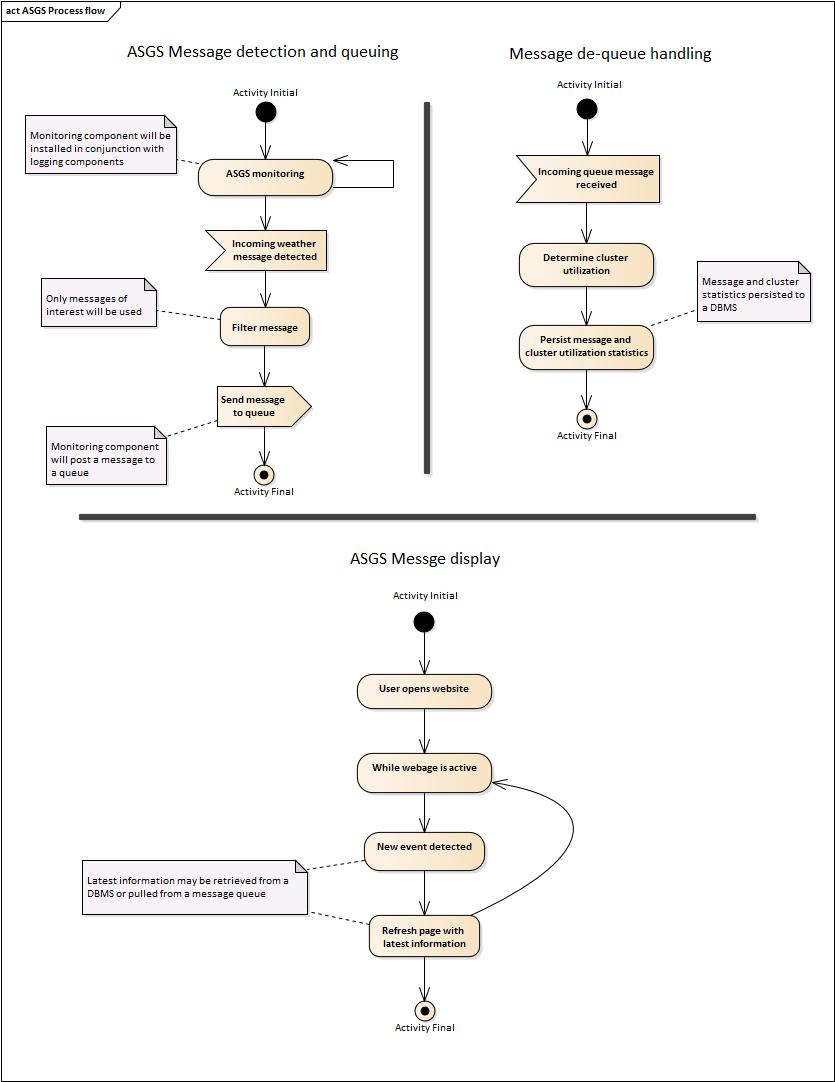 act ASGS Process flow
ASGS Message detection and queuing
Activity Initial
Monitoring component will be
installed in conjunction with
logging components
ASGS monitoring
Incoming weather
message detected
Only messages of
interest will be used
Filter message
Send message
to queue
Monitoring component
will post a message to
a queue
Activity Final
Message de-queue handling
Activity Initial
Incoming queue message
received
Determine cluster
utilization
Message and cluster
statistics persisted to
a DBMS
Persist message and
cluster utilization statistics
Activity Final
ASGS Messge display
Activity Initial
User opens website
While webage is active
New event detected
Latest information may be retrieved from a
DBMS or pulled from a message queue
Refresh page with
latest information
Activity Final